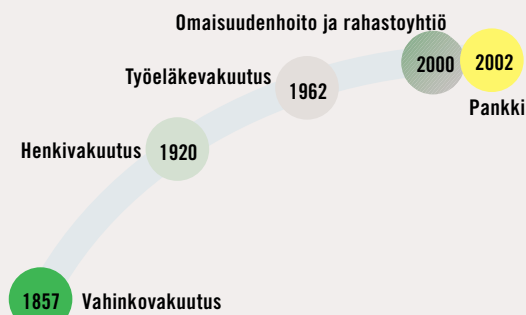 Omaisuudenhoito ja rahastoyhtiö
2000
2002
Pankki
Työeläkevakuutus
1962
Henkivakuutus
1920
1857
Vahinkovakuutus